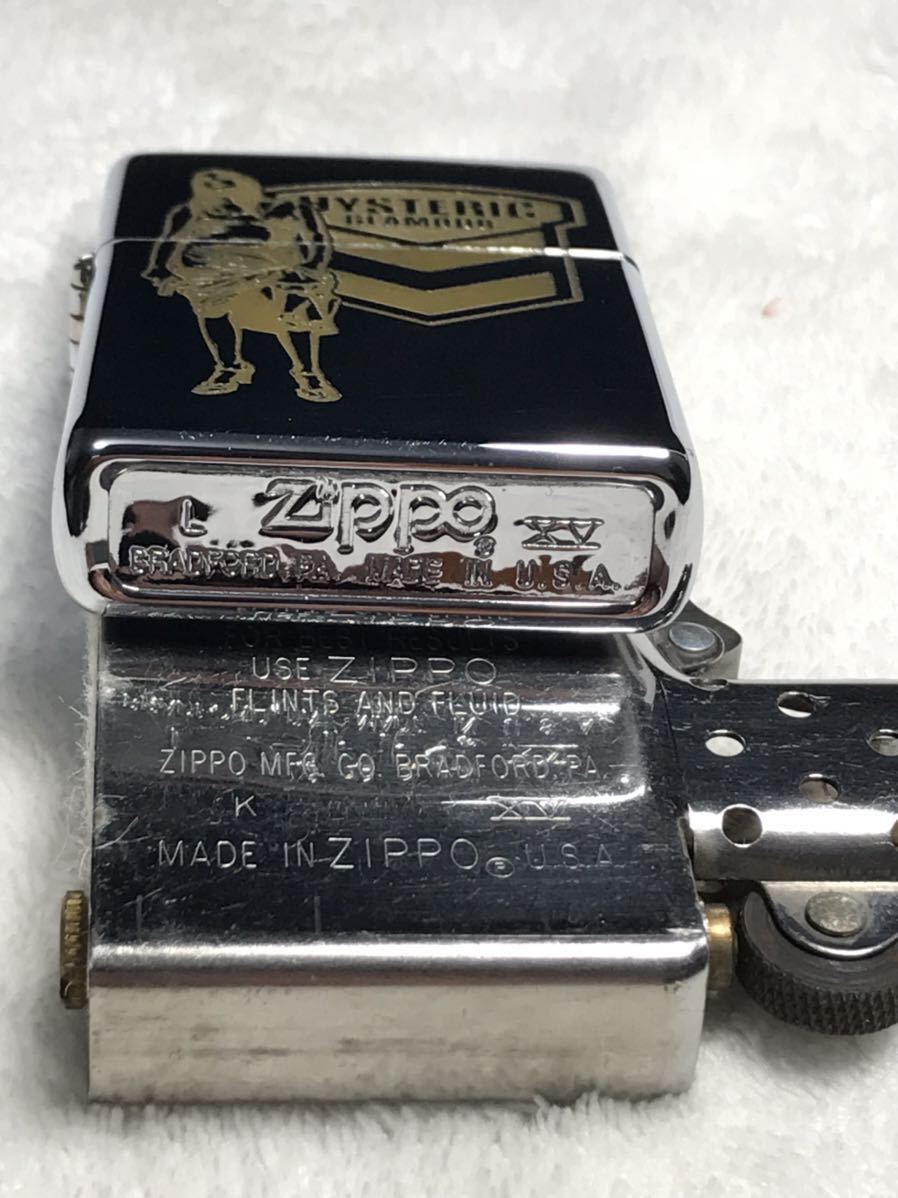 HYSTERIC
GLAMOUR
L Zippo ® XV
BRADFORD, PA. MADE IN U.S.A.
FOR BEST RESULTS
USE ZIPPO
FLINTS AND FLUID
ZIPPO MFG. CO. BRADFORD, PA.
K XIV
MADE IN ZIPPO® U.S.A.